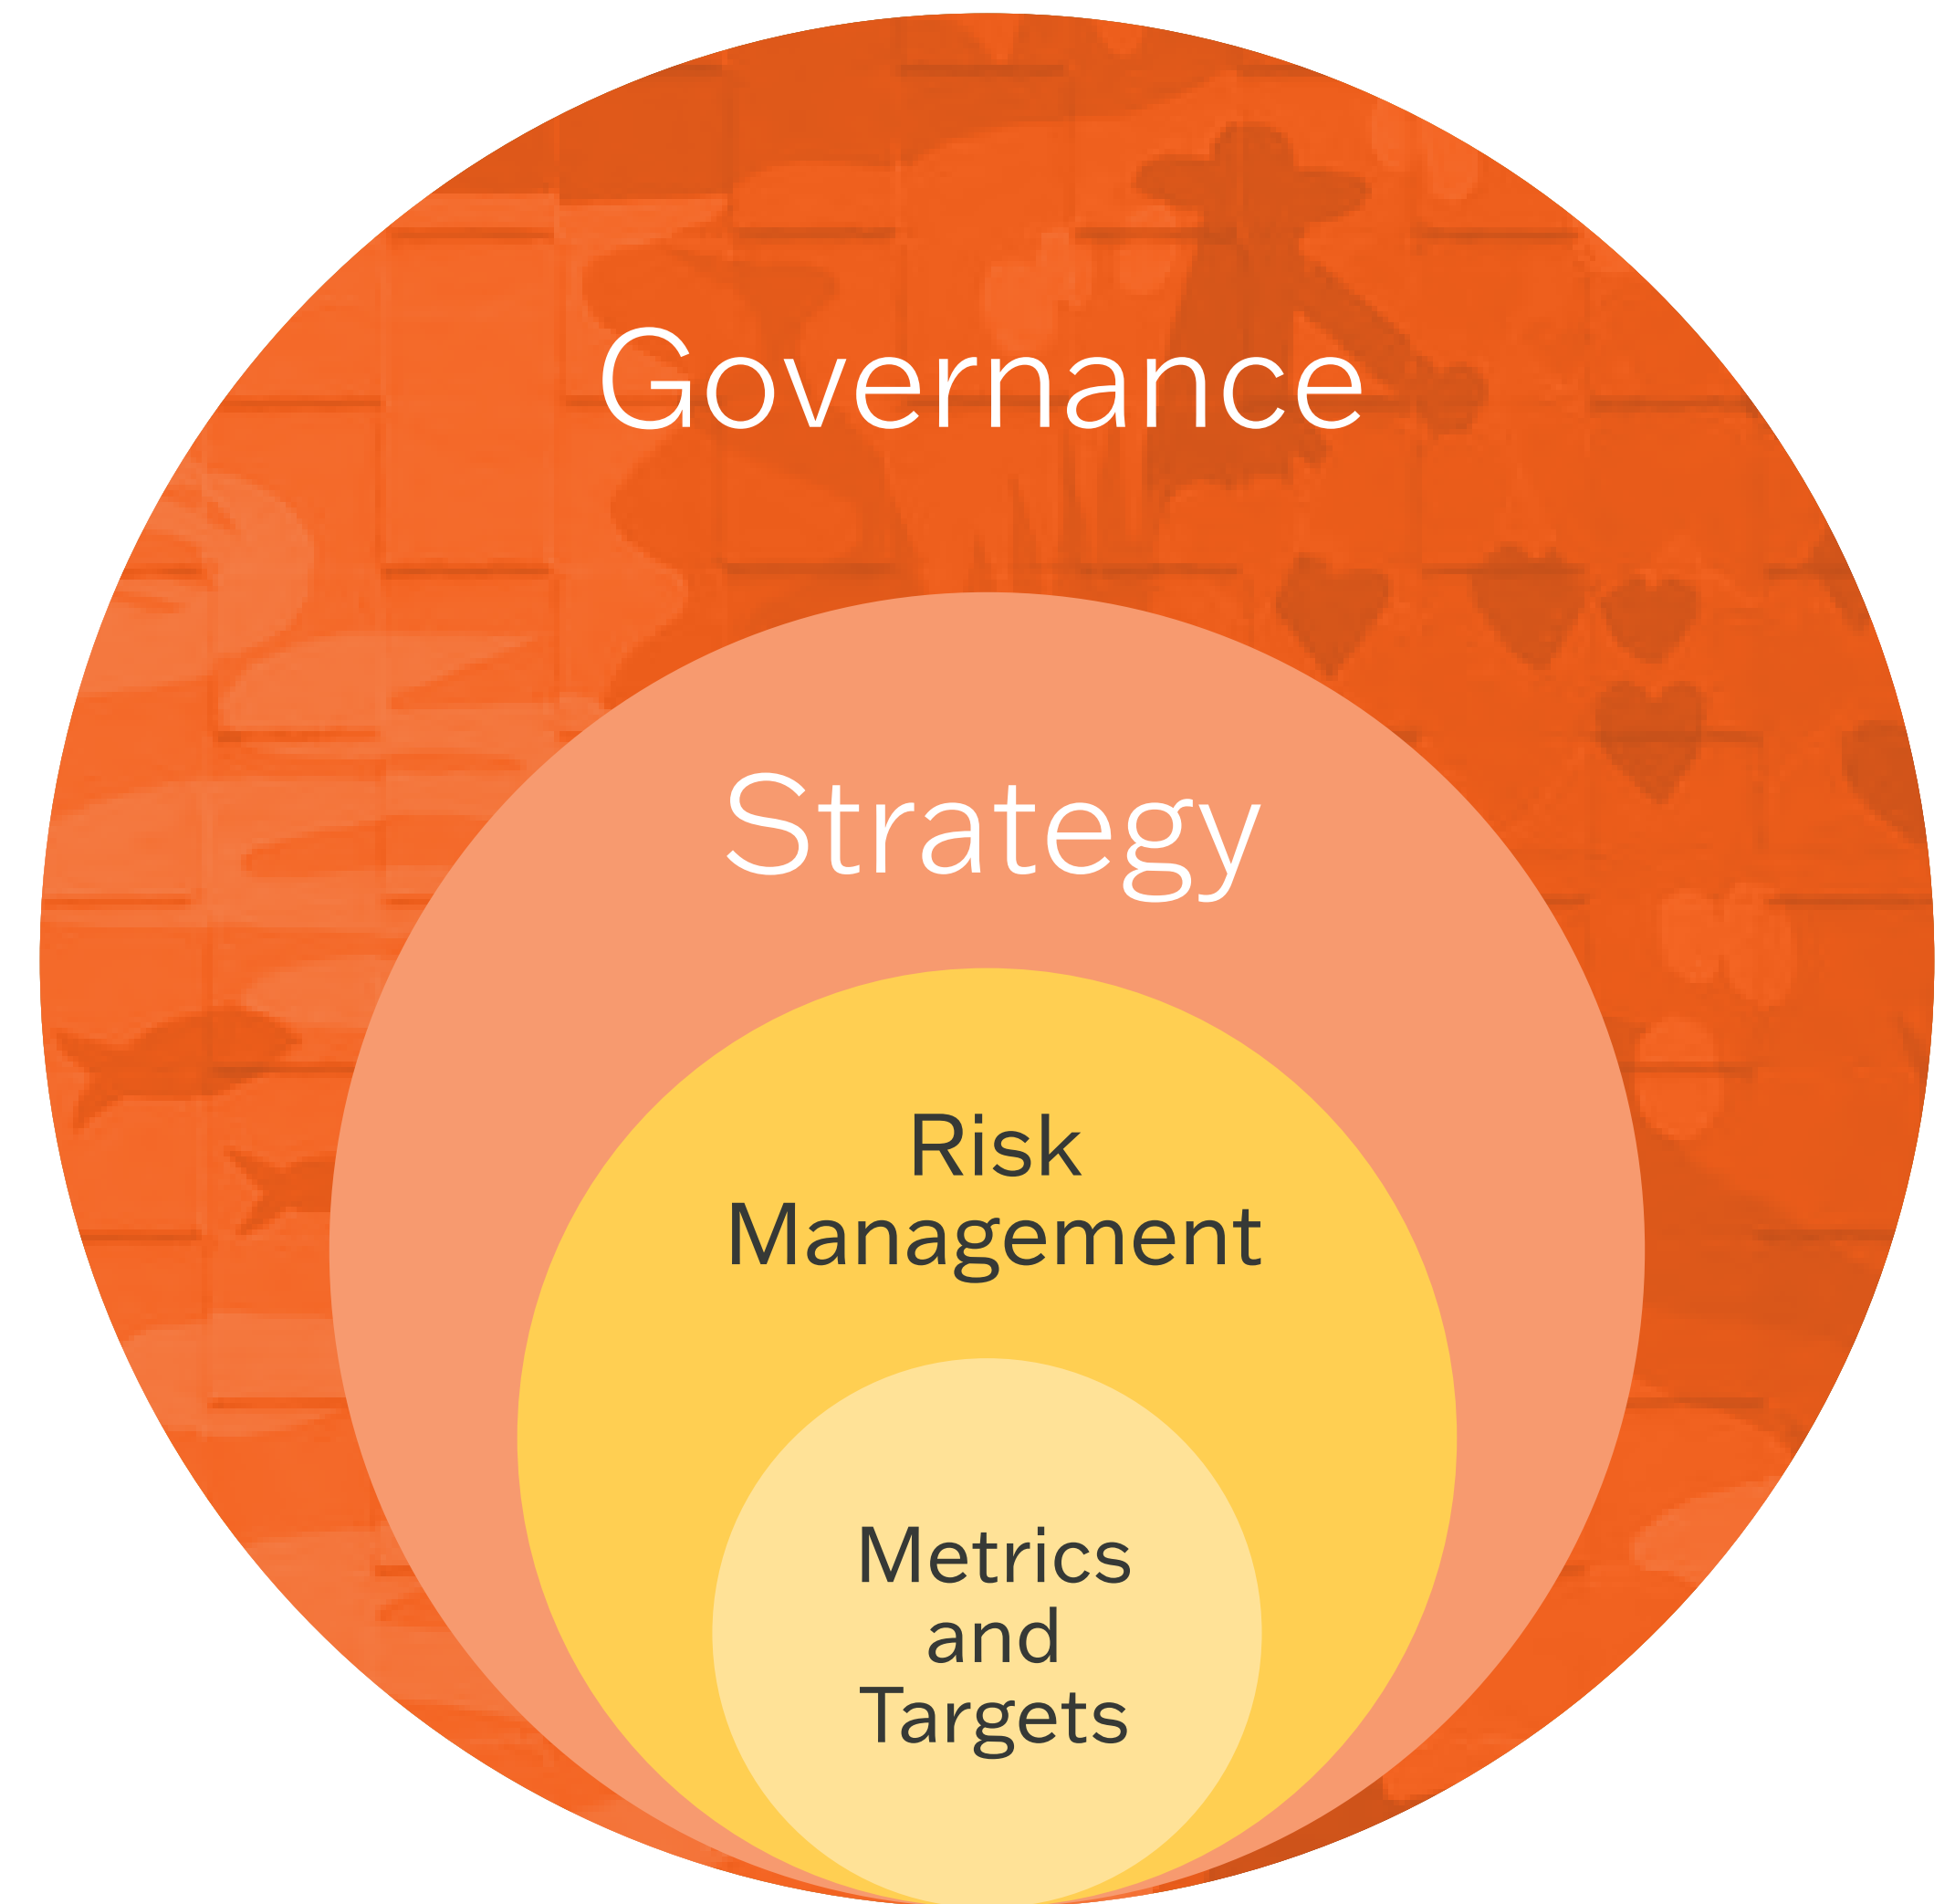 Governance
Strategy
Risk
Management
Metrics
and
Targets